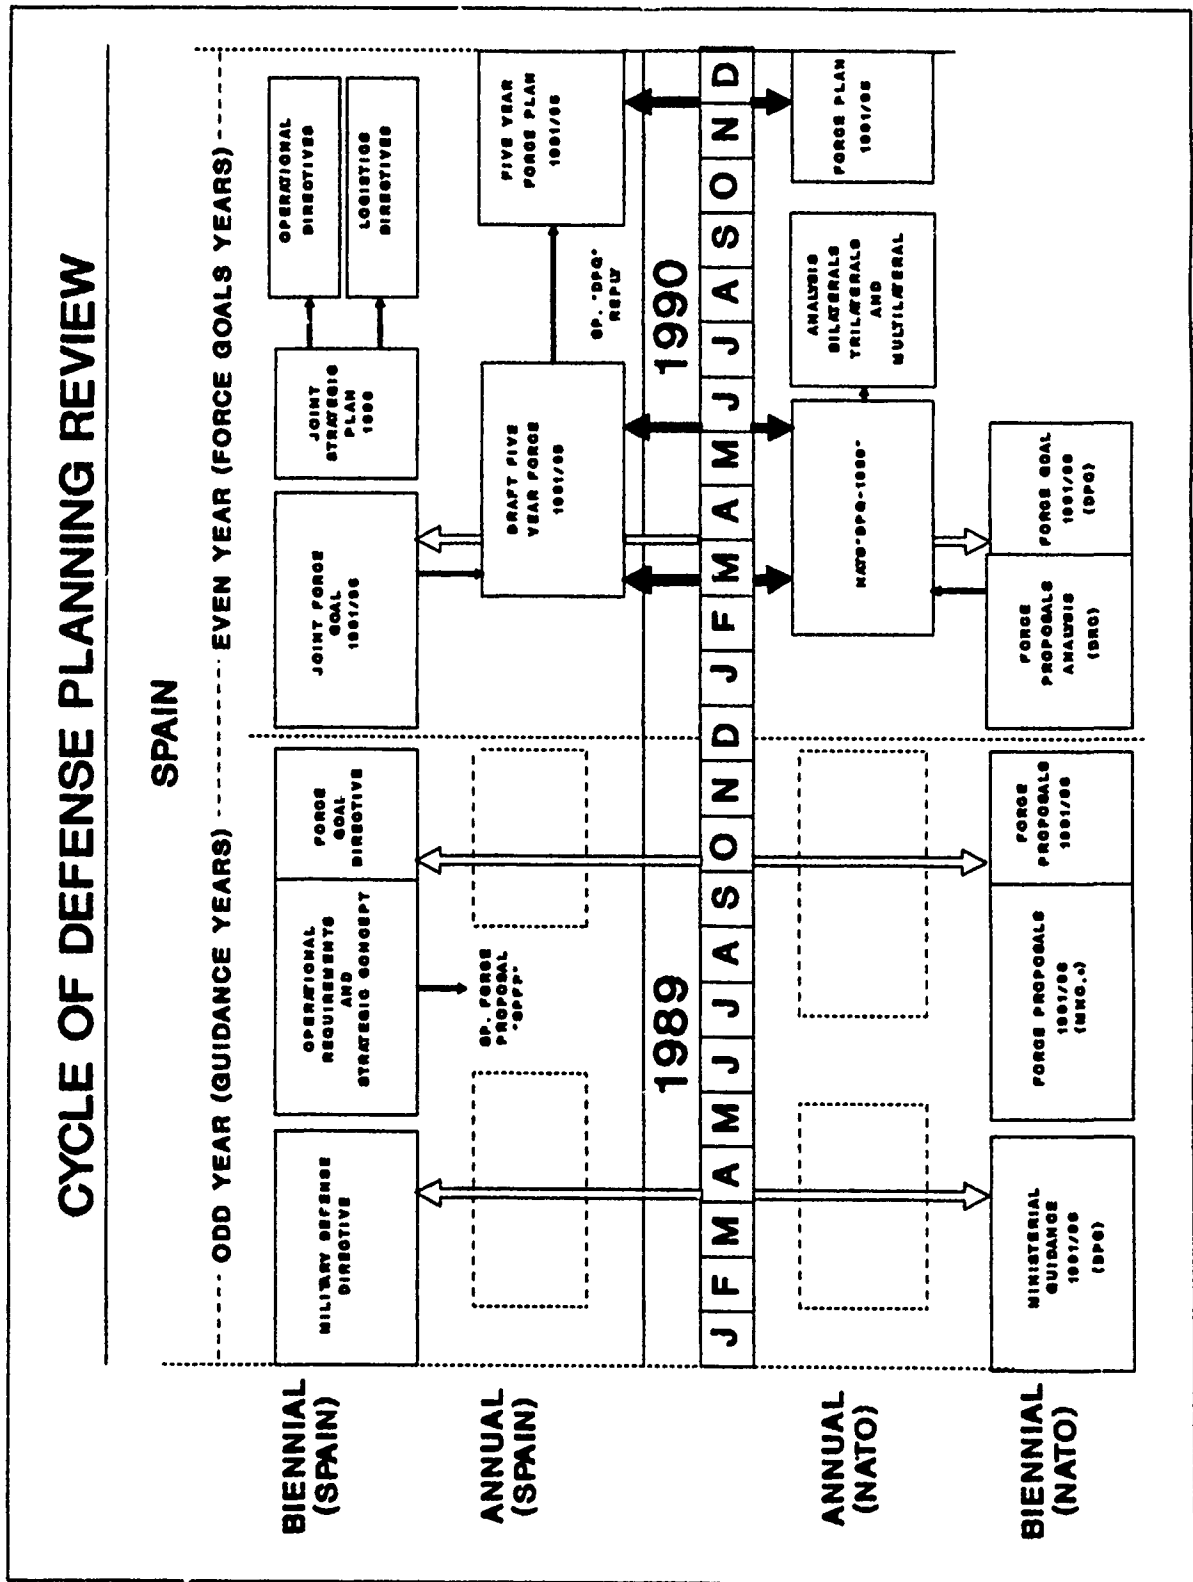 CYCLE OF DEFENSE PLANNING REVIEW
SPAIN
ODD YEAR (GUIDANCE YEARS)
EVEN YEAR (FORCE GOALS YEARS)
BIENNIAL
(SPAIN)
MILITARY DEFENSE
DIRECTIVE
OPERATIONAL
REQUIREMENTS
AND
STRATEGIC CONCEPT
FORCE
GOAL
DIRECTIVE
JOINT FORCE
GOAL
JOINT
STRATEGIC
PLAN
OPERATIONAL
DIRECTIVES
LOGISTICS
DIRECTIVES
ANNUAL
(SPAIN)
SP. FORCE
PROPOSAL
"SPFP"
DRAFT FIVE
YEAR FORCE
SP. "DPQ"
REPLY
FIVE YEAR
FORCE PLAN
1989
1990
J F M A M J J A S O N D J F M A M J J A S O N D
ANNUAL
(NATO)
ANALYSIS
BILATERALS
TRILATERALS
AND
MULTILATERAL
FORCE PLAN
BIENNIAL
(NATO)
MINISTERIAL
GUIDANCE
(DPC)
FORCE PROPOSALS
FORCE
PROPOSALS
FORCE
PROPOSALS
ANALYSIS
(DRC)
FORCE GOAL
(DPC)